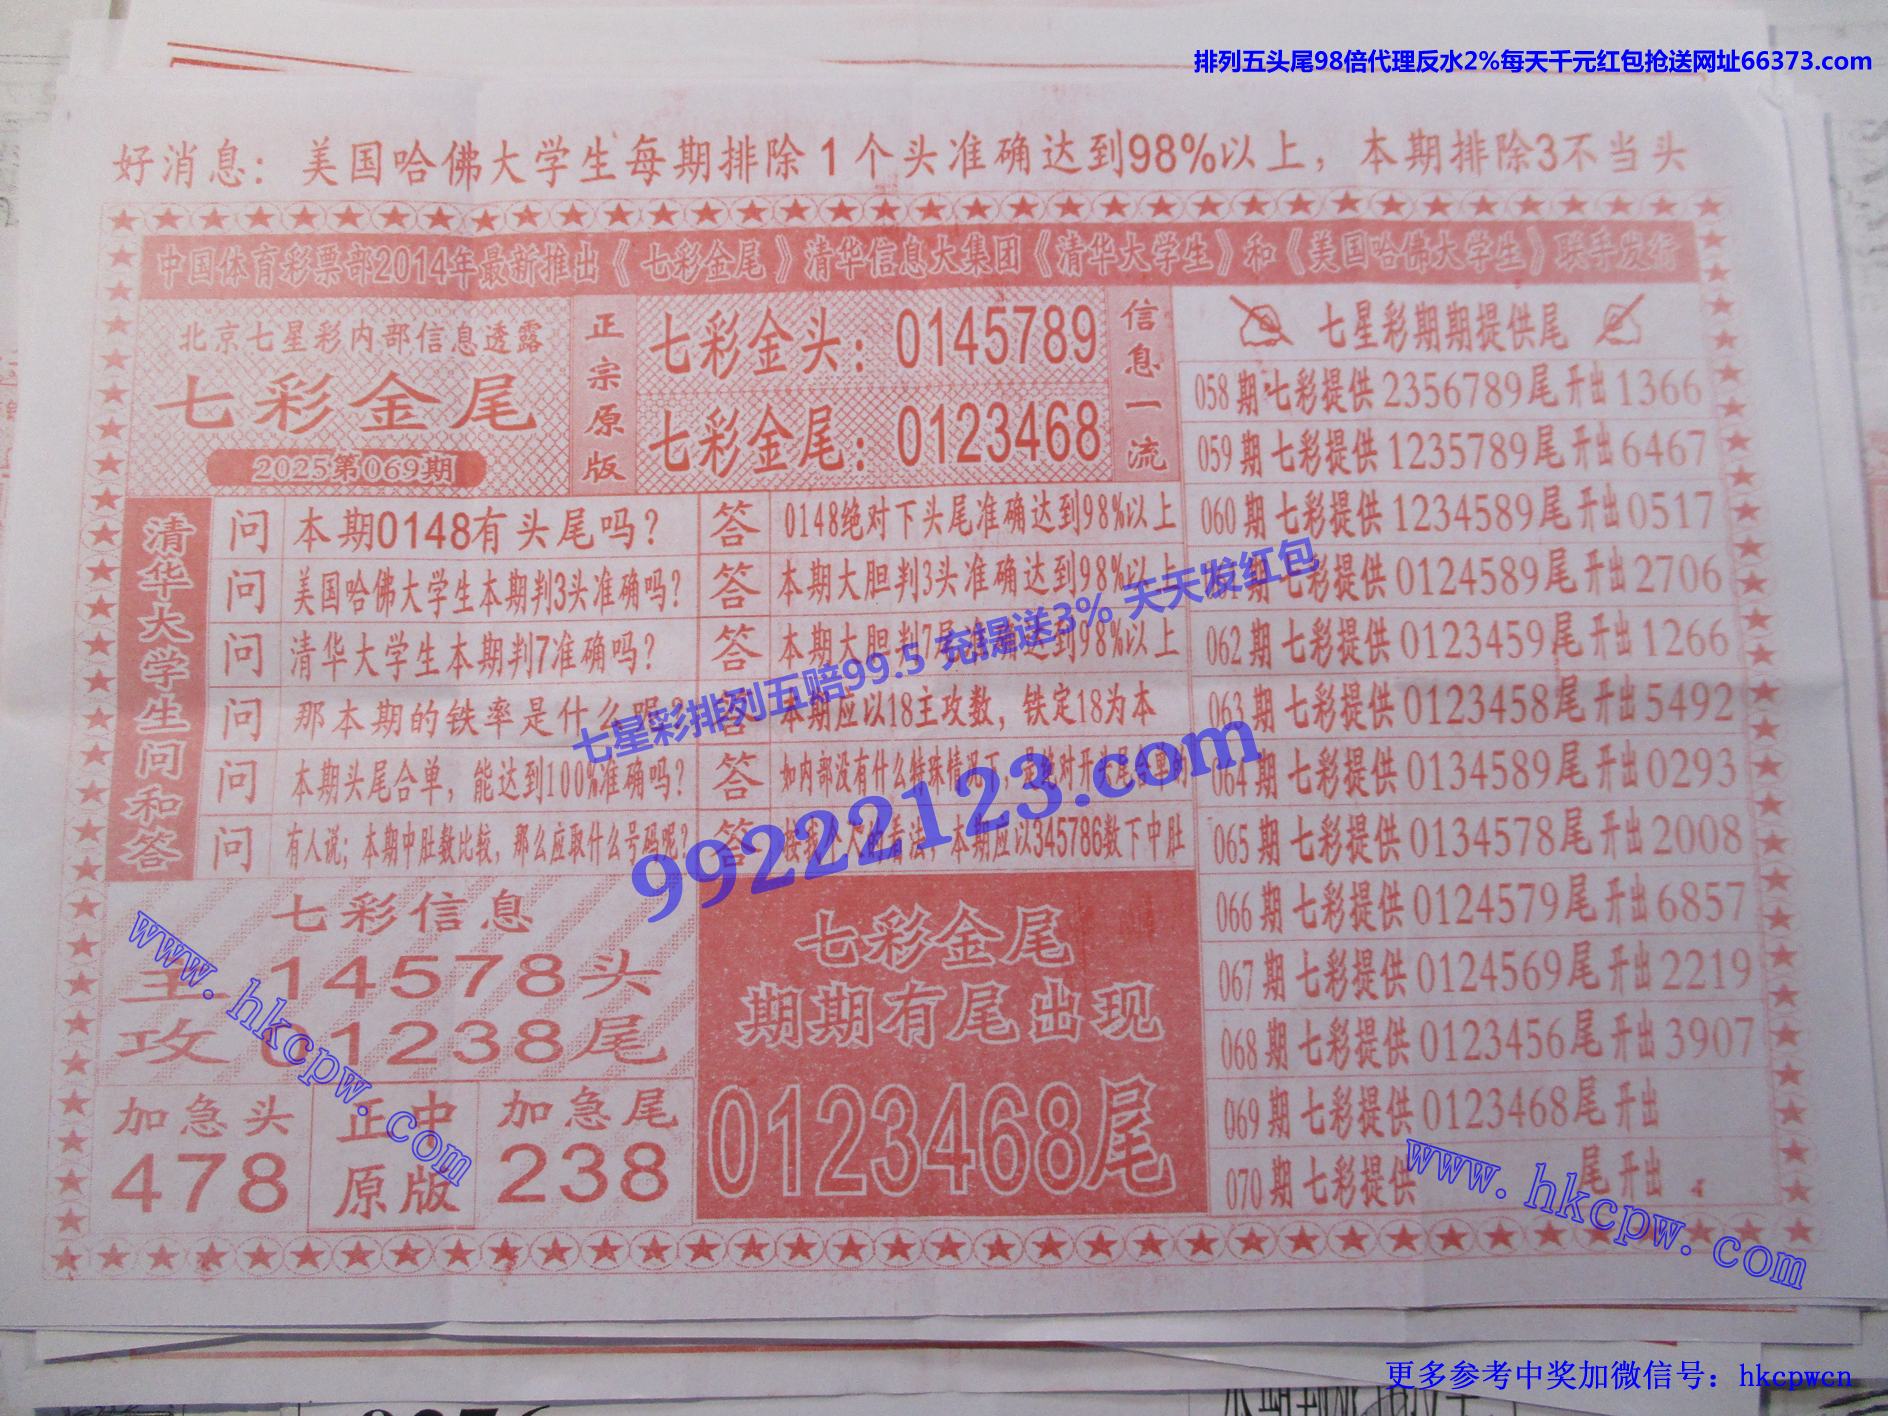 排列五头尾98倍代理反水2%每天千元红包抢送网址66373.com
好消息：美国哈佛大学生每期排除1个头准确达到98%以上，本期排除3不当头
中国体育彩票部2014年最新推出《七彩金尾》清华信息大集团《清华大学生》和《美国哈佛大学生》联手发行
北京七星彩内部信息透露
七彩金尾
2025第069期
正宗原版
七彩金头：0145789
七彩金尾：0123468
信息一流
清华大学生问和答
问 本期0148有头尾吗？ 答 0148绝对下头尾准确达到98%以上
问 美国哈佛大学生本期判3头准确吗？ 答 本期大胆判3头准确达到98%以上
问 清华大学生本期判7准确吗？ 答 本期大胆判7尾准确达到98%以上
问 那本期的铁率是什么呢？ 答 本期应以18主攻数，铁定18为本
问 本期头尾合单，能达到100%准确吗？ 答 如内部没有什么特殊情况下，是绝对开头尾合单的
问 有人说；本期中肚数比较，那么应取什么号码呢？ 答 按我个人的看法，本期应以345786数下中肚
七彩信息
主 14578头
攻 01238尾
加急头
478
正中
原版
加急尾
238
七彩金尾
期期有尾出现
0123468尾
七星彩期期提供尾
058期七彩提供2356789尾开出1366
059期七彩提供1235789尾开出6467
060期七彩提供1234589尾开出0517
061期七彩提供0124589尾开出2706
062期七彩提供0123459尾开出1266
063期七彩提供0123458尾开出5492
064期七彩提供0134589尾开出0293
065期七彩提供0134578尾开出2008
066期七彩提供0124579尾开出6857
067期七彩提供0124569尾开出2219
068期七彩提供0123456尾开出3907
069期七彩提供0123468尾开出
070期七彩提供 尾开出
七星彩排列五赔99.5 充提送3% 天天发红包
99222123.com
www.hkcpw.com
www.hkcpw.com
更多参考中奖加微信号：hkcpwcn